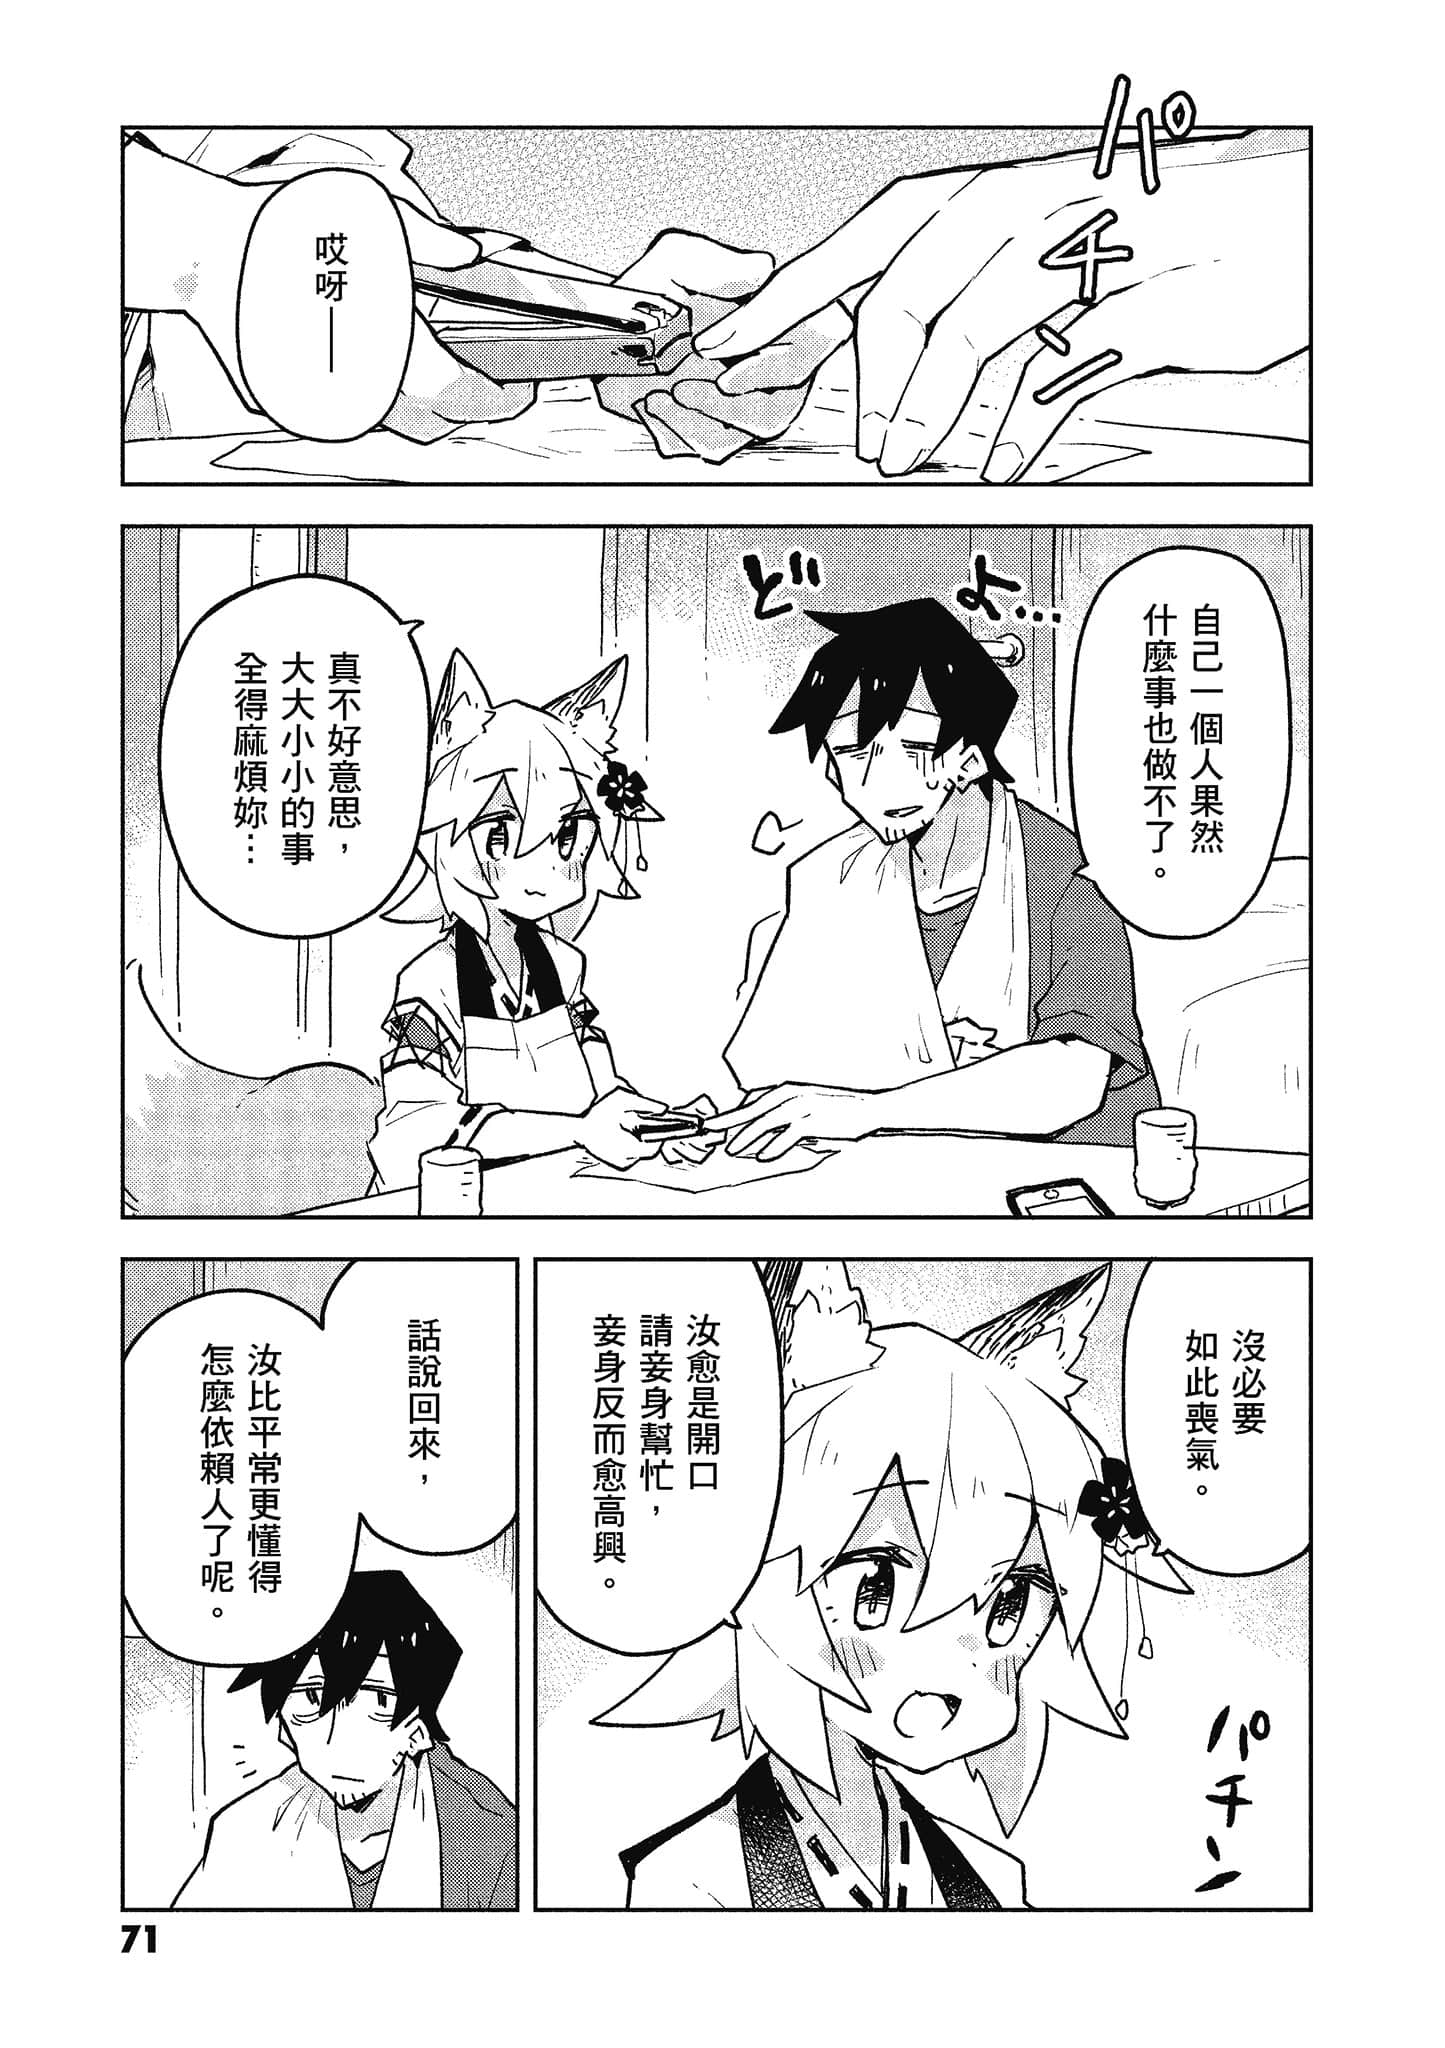 パチン
哎呀——
自己一個人果然
什麼事也做不了。
どよ…
真不好意思，
大大小小的事
全得麻煩妳…
沒必要
如此喪氣。
汝愈是開口
請妾身幫忙，
妾身反而愈高興。
パチン
話說回來，
汝比平常更懂得
怎麼依賴人了呢。
71